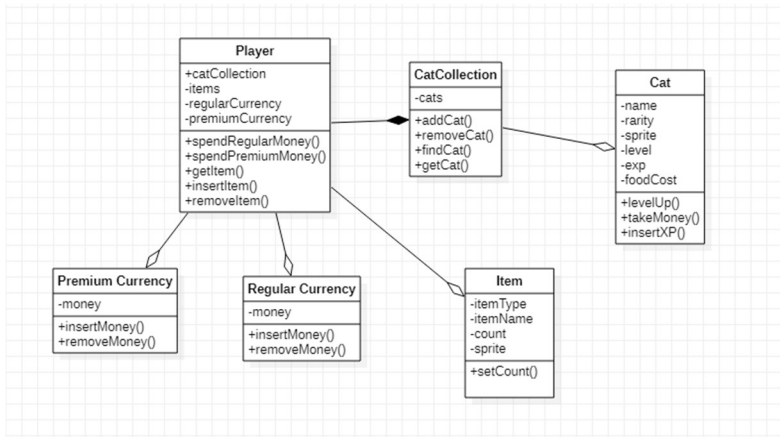 Player
+catCollection
-items
-regularCurrency
-premiumCurrency
+spendRegularMoney()
+spendPremiumMoney()
+getItem()
+insertItem()
+removeItem()
CatCollection
-cats
+addCat()
+removeCat()
+findCat()
+getCat()
Cat
-name
-rarity
-sprite
-level
-exp
-foodCost
+levelUp()
+takeMoney()
+insertXP()
Premium Currency
-money
+insertMoney()
+removeMoney()
Regular Currency
-money
+insertMoney()
+removeMoney()
Item
-itemType
-itemName
-count
-sprite
+setCount()